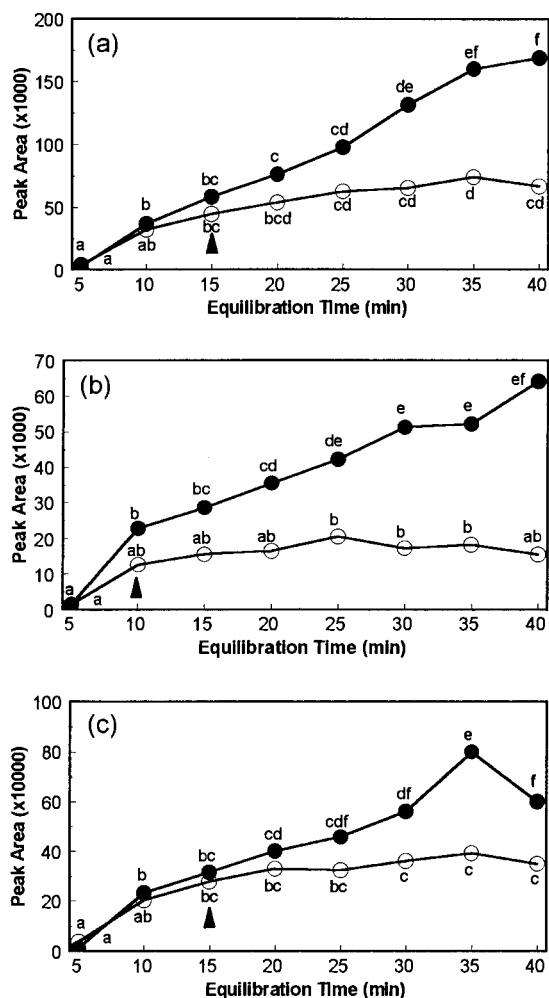 (a)
Peak Area (x1000)
200
150
100
50
0
a
a
b
ab
bc
bc
c
bcd
cd
cd
de
cd
ef
d
f
cd
5 10 15 20 25 30 35 40
Equilibration Time (min)
(b)
Peak Area (x1000)
70
60
50
40
30
20
10
0
a
a
b
ab
bc
ab
cd
ab
de
b
e
b
e
b
ef
ab
5 10 15 20 25 30 35 40
Equilibration Time (min)
(c)
Peak Area (x10000)
100
80
60
40
20
0
a
a
b
ab
bc
bc
cd
bc
cdf
bc
df
c
e
c
f
c
5 10 15 20 25 30 35 40
Equilibration Time (min)